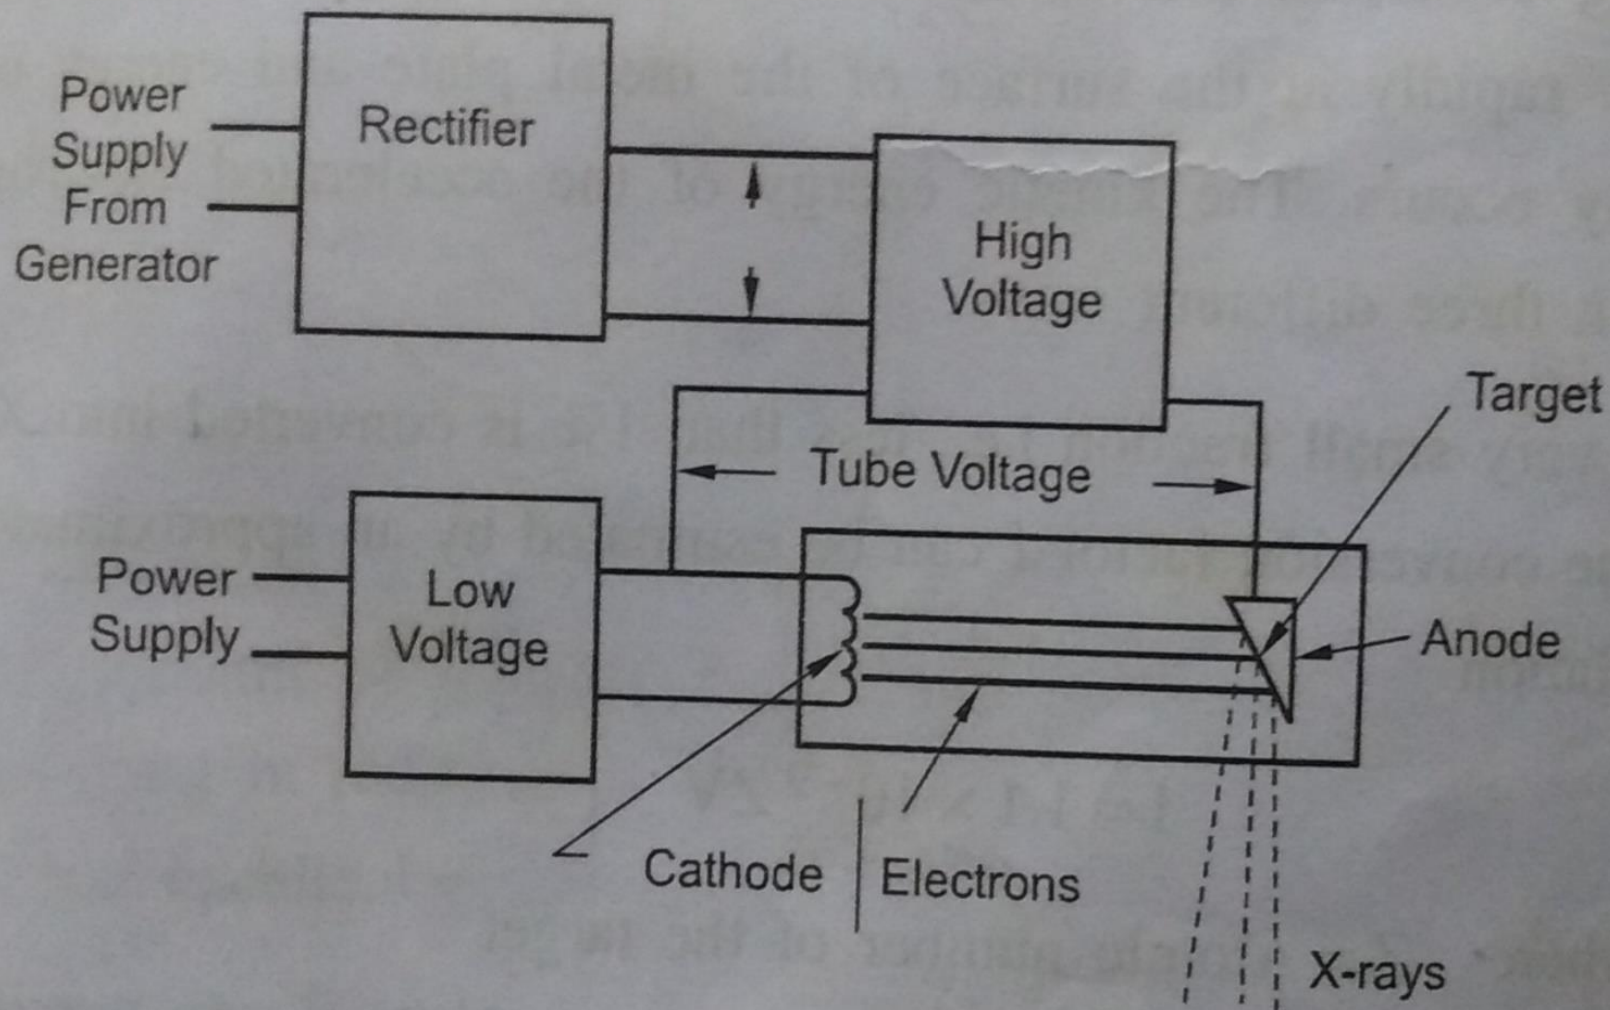 Power
Supply
From
Generator
Rectifier
High
Voltage
Target
Tube Voltage
Power
Supply
Low
Voltage
Anode
Cathode
Electrons
X-rays